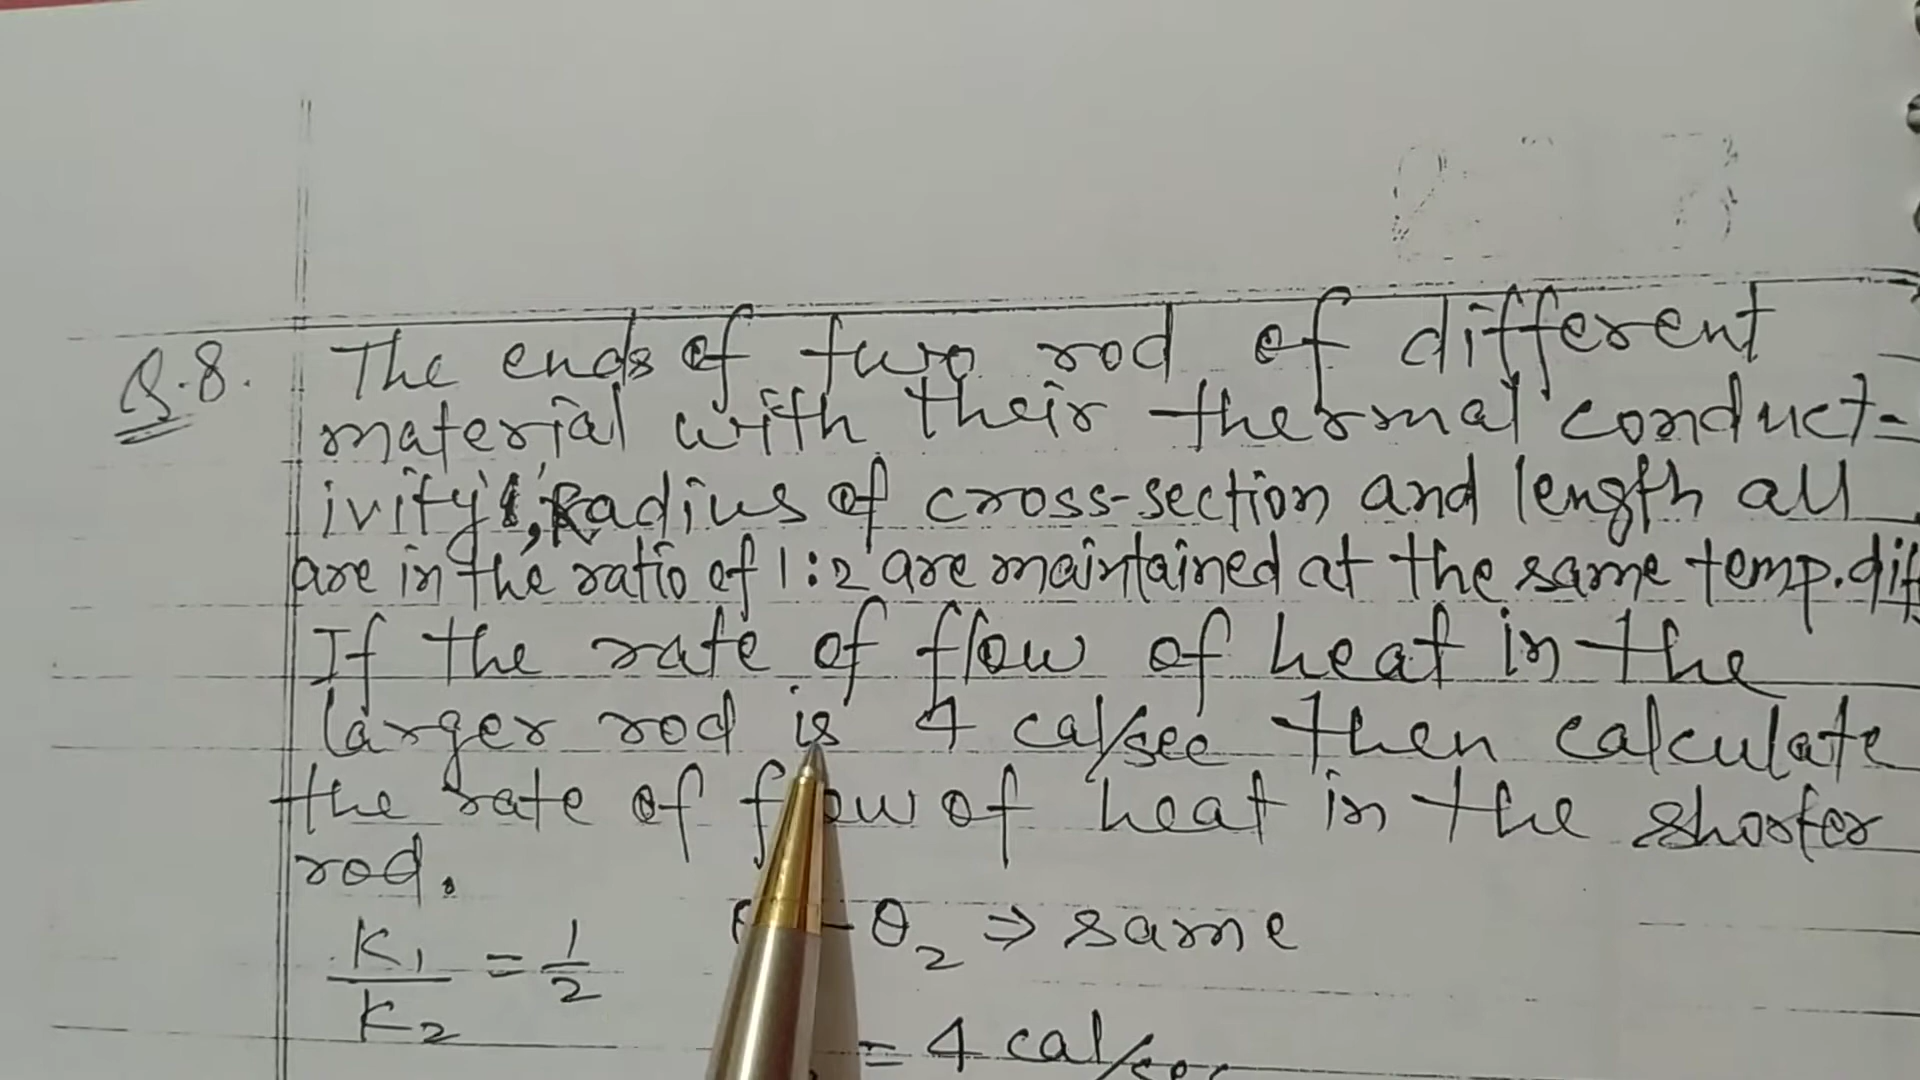 Q.8. The ends of two rod of different
material with their thermal conduct-
ivity, Radius of cross-section and length all
are in the ratio of 1:2 are maintained at the same temp. dif
If the rate of flow of heat in the
larger rod is 4 cal/sec then calculate
the rate of flow of heat in the shorter
rod.
K₁/K₂ = 1/2 - θ₂ ⇒ same
= 4 cal/sec